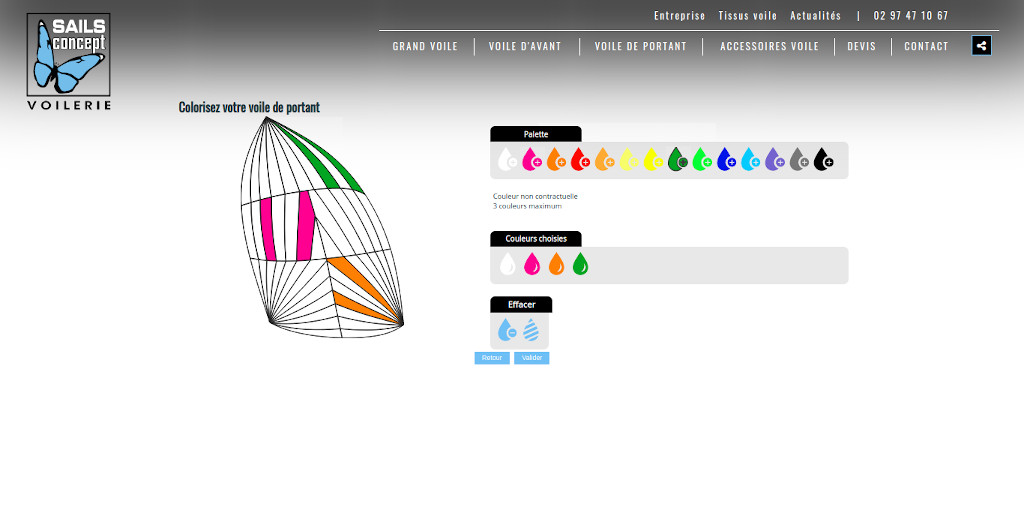 SAILS
concept
VOILERIE
Entreprise Tissus voile Actualités | 02 97 47 10 67
GRAND VOILE VOILE D'AVANT VOILE DE PORTANT ACCESSOIRES VOILE DEVIS CONTACT
Colorisez votre voile de portant
Palette
Couleur non contractuelle
3 couleurs maximum
Couleurs choisies
Effacer
Retour Valider